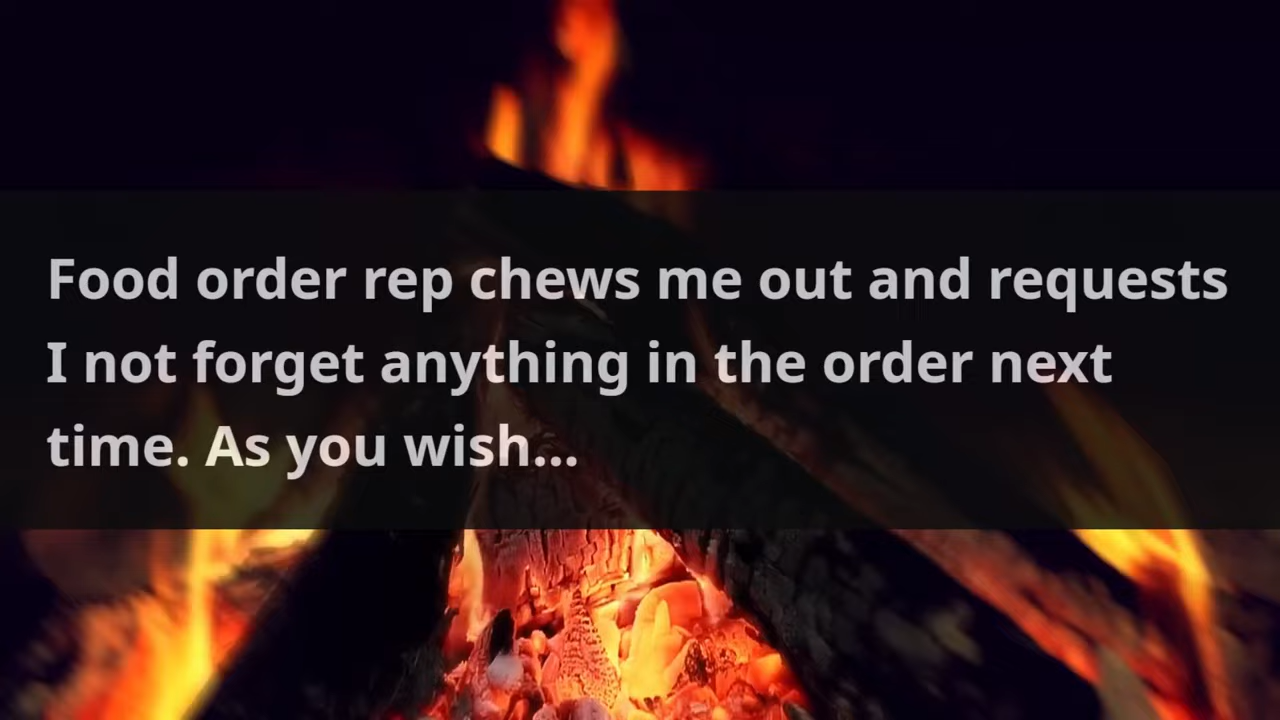 Food order rep chews me out and requests
I not forget anything in the order next
time. As you wish...